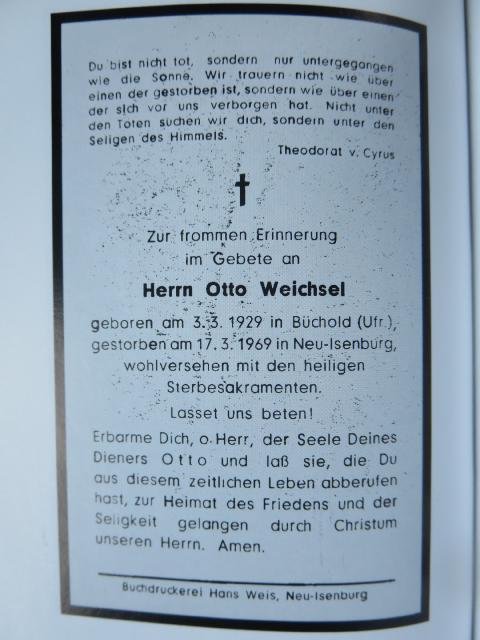 Du bist nicht tot, sondern nur untergegangen
wie die Sonne. Wir trauern nicht wie über
einen der gestorben ist, sondern wie über einen
der sich vor uns verborgen hat. Nicht unter
den Toten suchen wir dich, sondern unter den
Seligen des Himmels.
Theodorat v. Cyrus
Zur frommen Erinnerung
im Gebete an
Herrn Otto Weichsel
geboren am 3.3.1929 in Büchold (Ufr.),
gestorben am 17.3.1969 in Neu-Isenburg,
wohlversehen mit den heiligen
Sterbesakramenten.
Lasset uns beten!
Erbarme Dich, o Herr, der Seele Deines
Dieners Otto und laß sie, die Du
aus diesem zeitlichen Leben abberufen
hast, zur Heimat des Friedens und der
Seligkeit gelangen durch Christum
unseren Herrn. Amen.
Buchdruckerei Hans Weis, Neu-Isenburg